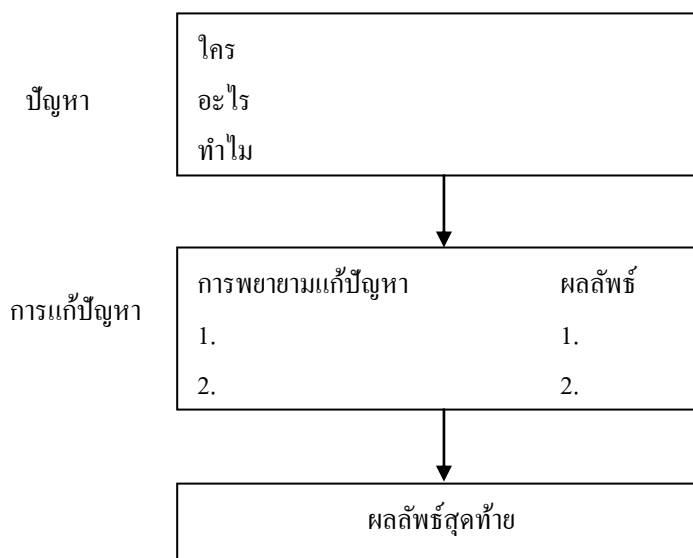 ใคร
ปัญหา
อะไร
ทำไม
การพยายามแก้ปัญหา ผลลัพธ์
การแก้ปัญหา
1. 1.
2. 2.
ผลลัพธ์สุดท้าย